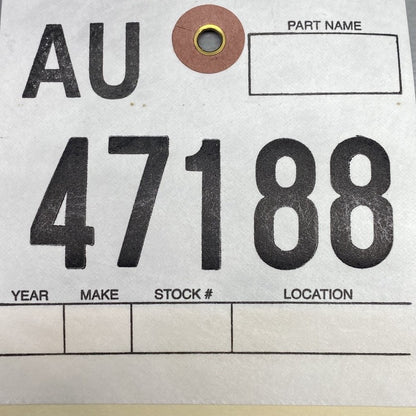 AU PART NAME
47188
YEAR MAKE STOCK # LOCATION